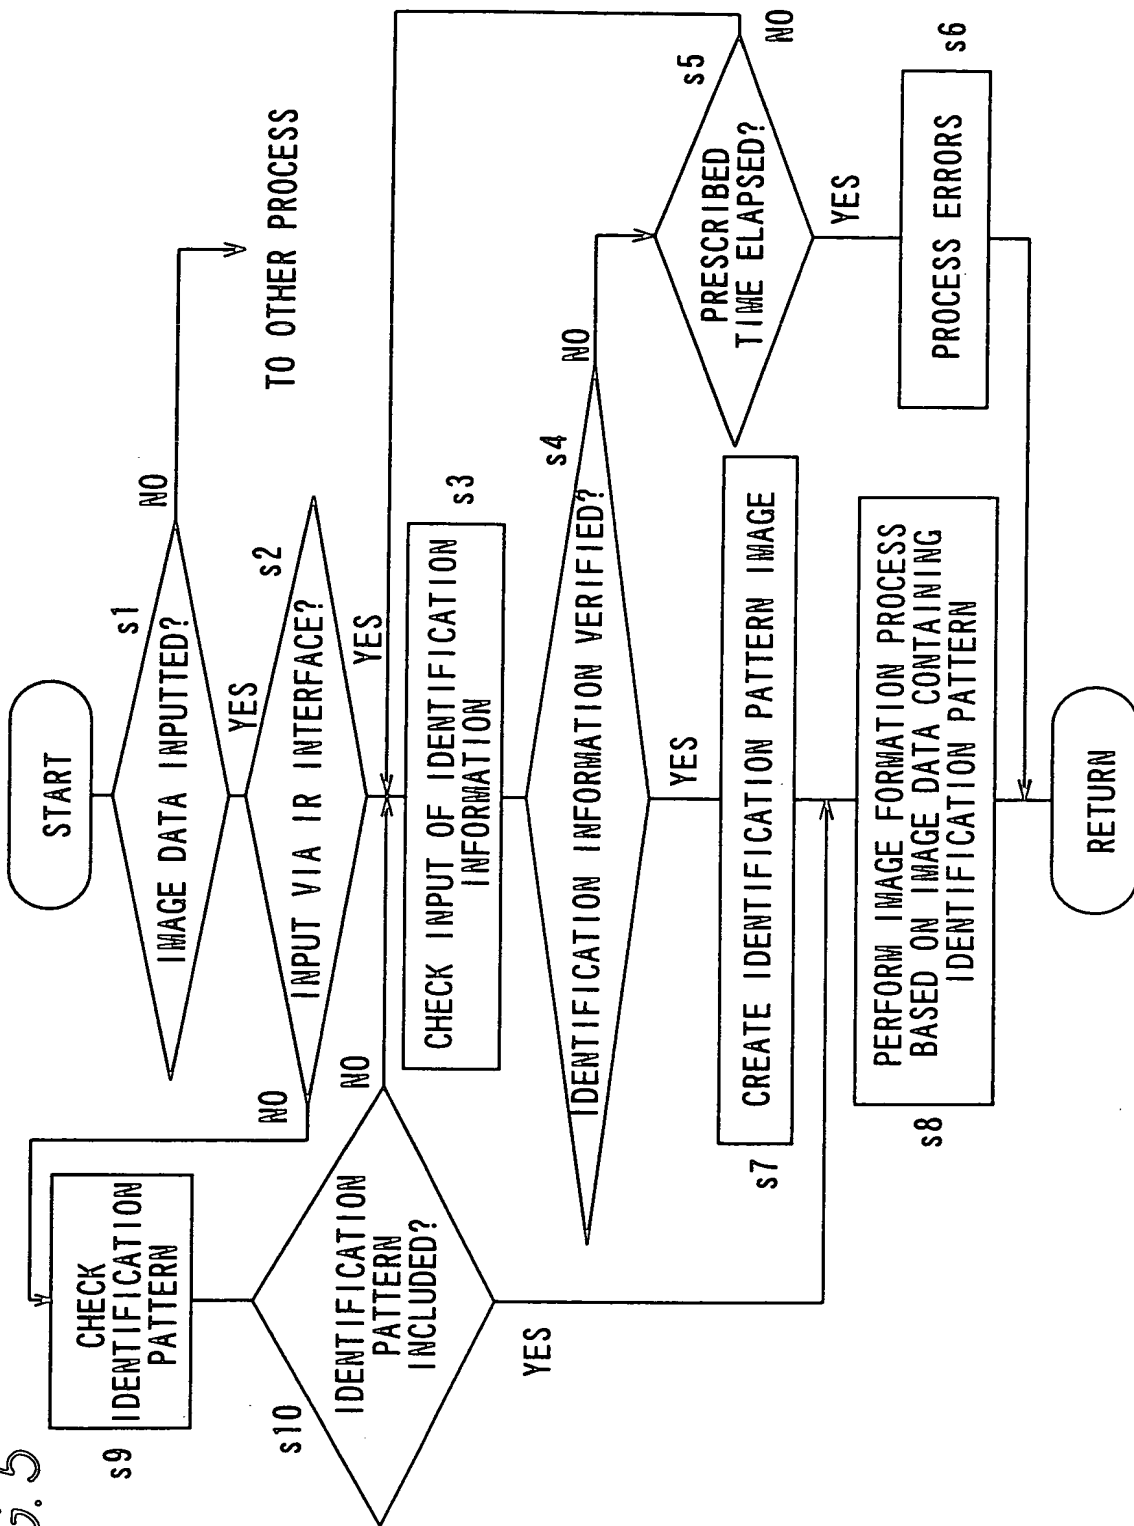 5
START
IMAGE DATA INPUTTED?
s1
NO
TO OTHER PROCESS
YES
INPUT VIA IR INTERFACE?
s2
NO
YES
CHECK
IDENTIFICATION
PATTERN
s9
IDENTIFICATION
PATTERN
INCLUDED?
s10
NO
YES
CHECK INPUT OF IDENTIFICATION
INFORMATION
s3
IDENTIFICATION INFORMATION VERIFIED?
s4
NO
YES
PRESCRIBED
TIME ELAPSED?
s5
NO
YES
PROCESS ERRORS
s6
CREATE IDENTIFICATION PATTERN IMAGE
s7
PERFORM IMAGE FORMATION PROCESS
BASED ON IMAGE DATA CONTAINING
IDENTIFICATION PATTERN
s8
RETURN